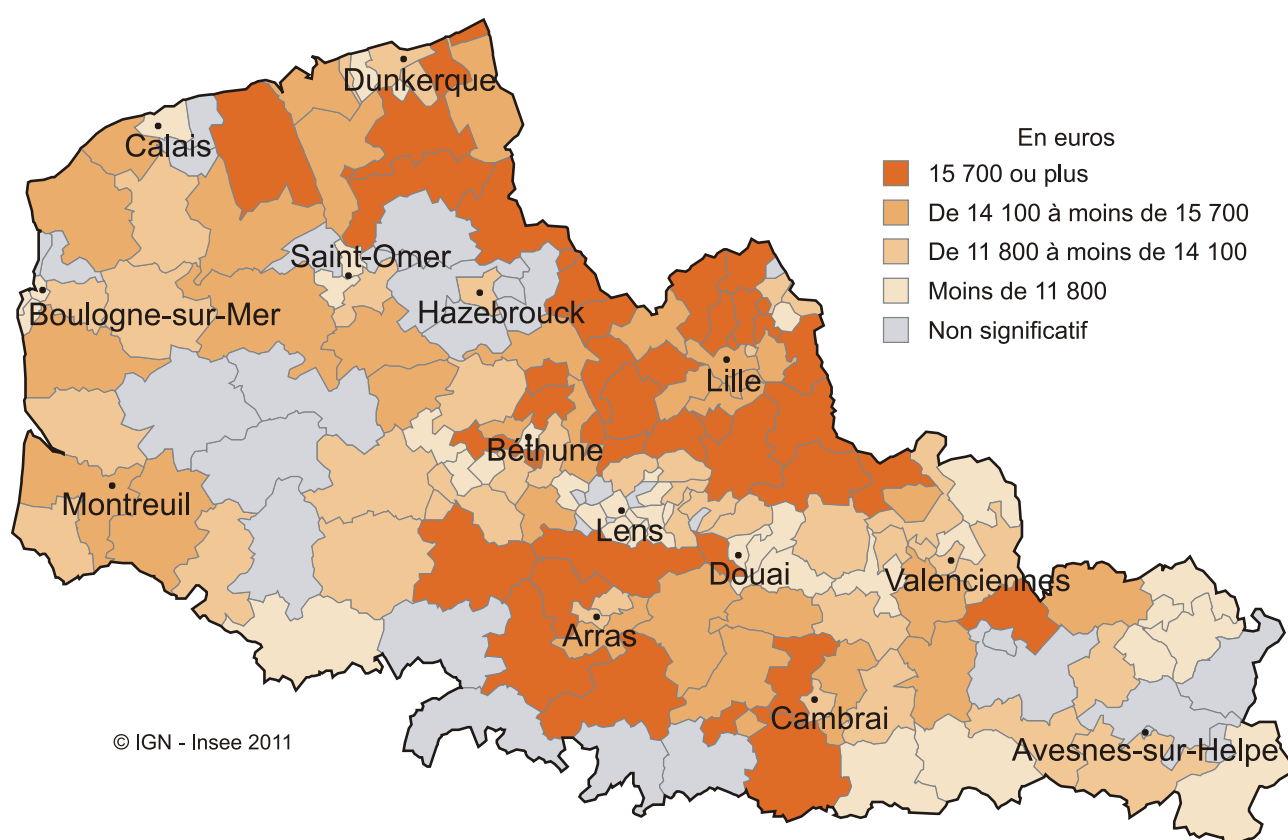 Dunkerque
Calais
En euros
15 700 ou plus
De 14 100 à moins de 15 700
De 11 800 à moins de 14 100
Moins de 11 800
Non significatif
Saint-Omer
Boulogne-sur-Mer
Hazebrouck
Lille
Béthune
Montreuil
Lens
Douai
Valenciennes
Arras
Cambrai
© IGN - Insee 2011
Avesnes-sur-Helpe